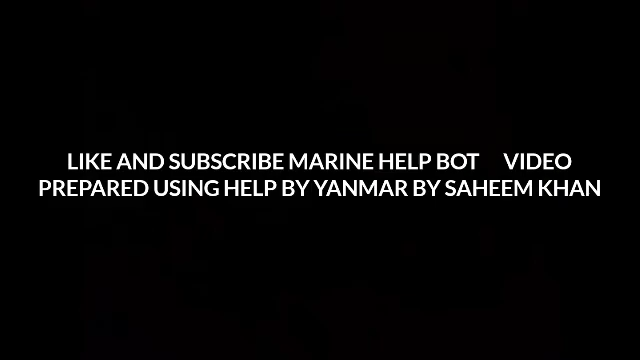 LIKE AND SUBSCRIBE MARINE HELP BOT VIDEO
PREPARED USING HELP BY YANMAR BY SAHEEM KHAN